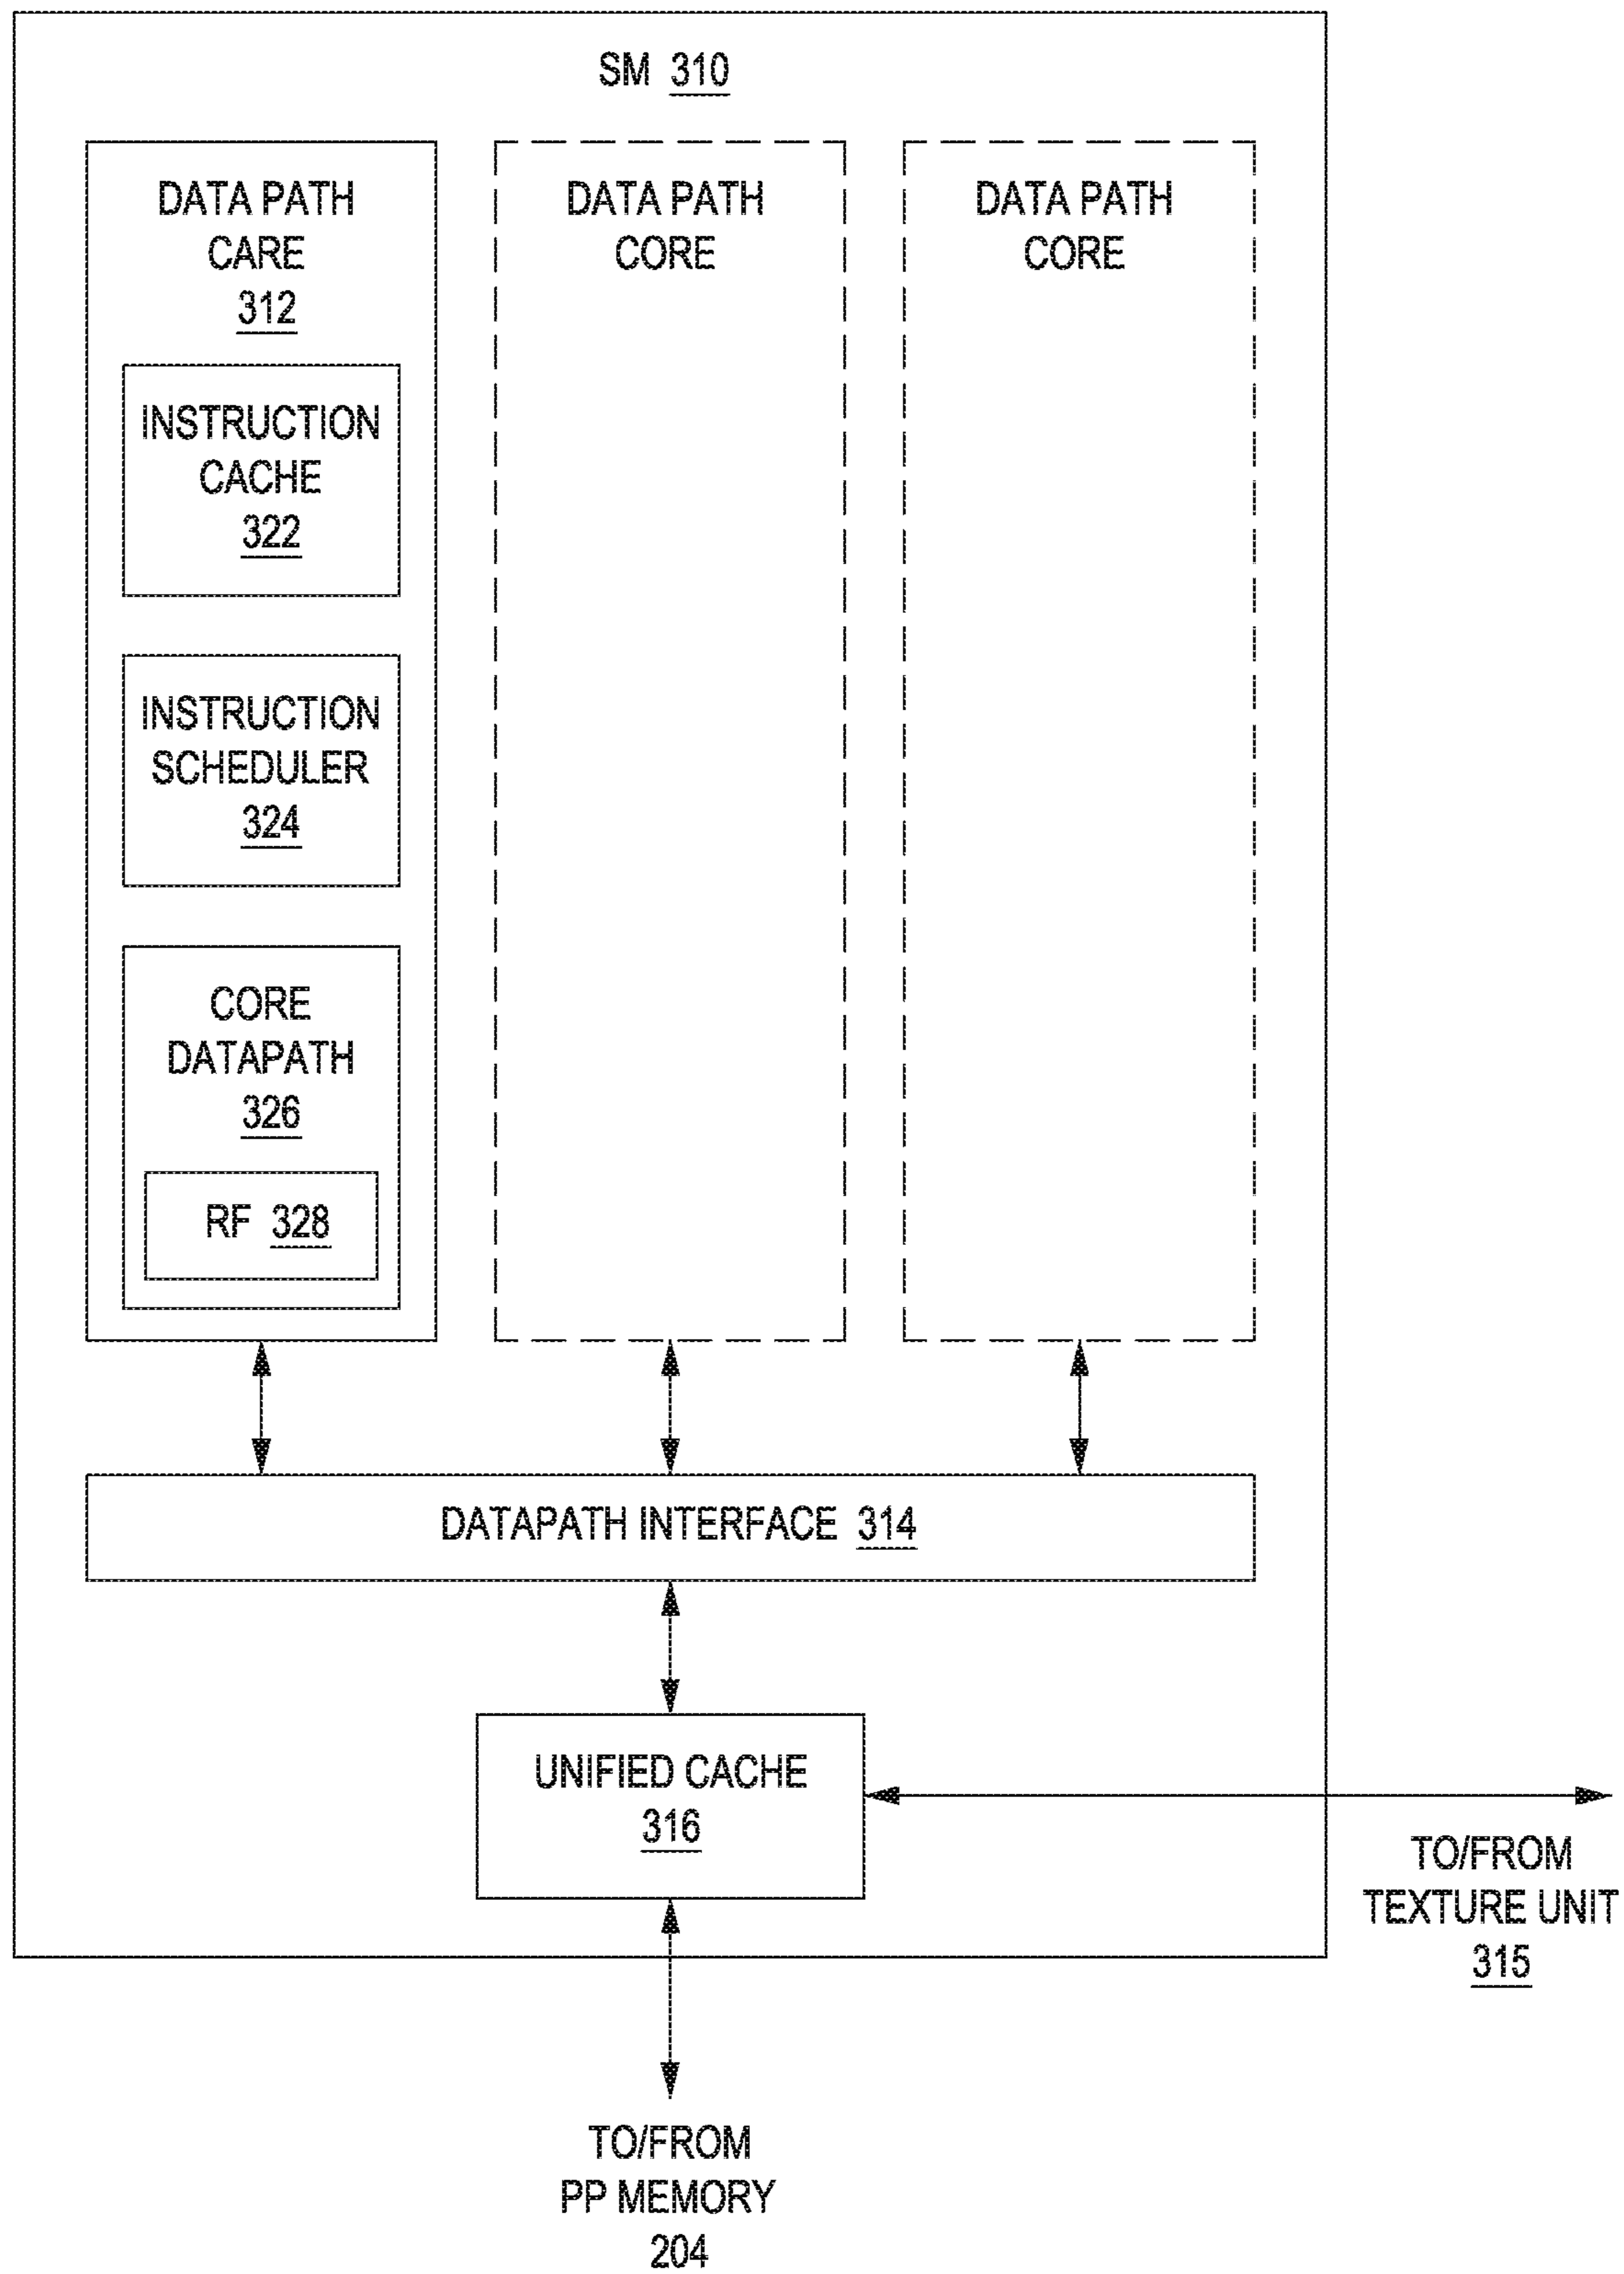 SM 310
DATA PATH
CARE
312
INSTRUCTION
CACHE
322
INSTRUCTION
SCHEDULER
324
CORE
DATAPATH
326
RF 328
DATA PATH
CORE
DATA PATH
CORE
DATAPATH INTERFACE 314
UNIFIED CACHE
316
TO/FROM
TEXTURE UNIT
315
TO/FROM
PP MEMORY
204